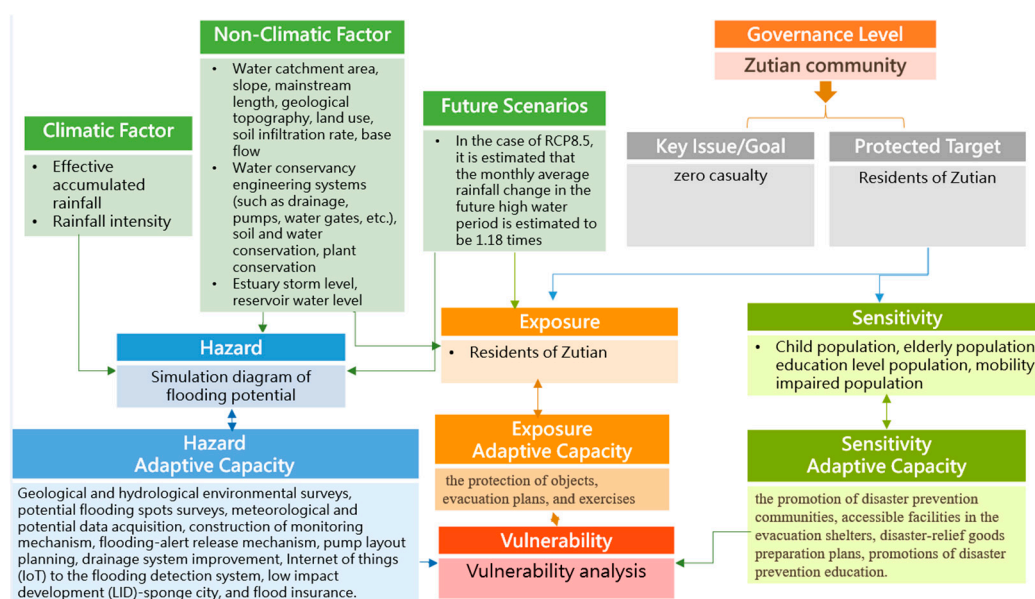 Non-Climatic Factor
• Water catchment area,
slope, mainstream
length, geological
topography, land use,
soil infiltration rate, base
flow
• Water conservancy
engineering systems
(such as drainage,
pumps, water gates, etc.),
soil and water
conservation, plant
conservation
• Estuary storm level,
reservoir water level
Climatic Factor
• Effective
accumulated
rainfall
• Rainfall intensity
Future Scenarios
• In the case of RCP8.5,
it is estimated that
the monthly average
rainfall change in the
future high water
period is estimated to
be 1.18 times
Governance Level
Zutian community
Key Issue/Goal
zero casualty
Protected Target
Residents of Zutian
Hazard
Simulation diagram of
flooding potential
Exposure
• Residents of Zutian
Sensitivity
• Child population, elderly population
education level population, mobility
impaired population
Hazard
Adaptive Capacity
Geological and hydrological environmental surveys,
potential flooding spots surveys, meteorological and
potential data acquisition, construction of monitoring
mechanism, flooding-alert release mechanism, pump layout
planning, drainage system improvement, Internet of things
(IoT) to the flooding detection system, low impact
development (LID)-sponge city, and flood insurance.
Exposure
Adaptive Capacity
the protection of objects,
evacuation plans, and exercises
Vulnerability
Vulnerability analysis
Sensitivity
Adaptive Capacity
the promotion of disaster prevention
communities, accessible facilities in the
evacuation shelters, disaster-relief goods
preparation plans, promotions of disaster
prevention education.